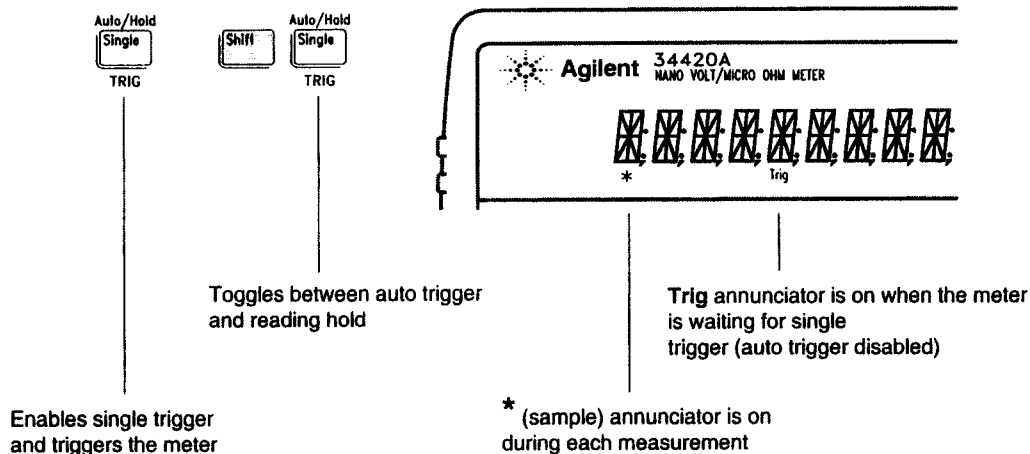 Auto/Hold
Single
TRIG
Shift
Auto/Hold
Single
TRIG
Agilent
34420A
NANO VOLT/MICRO OHM METER
*
Trig
Toggles between auto trigger
and reading hold
Trig annunciator is on when the meter
is waiting for single
trigger (auto trigger disabled)
Enables single trigger
and triggers the meter
* (sample) annunciator is on
during each measurement